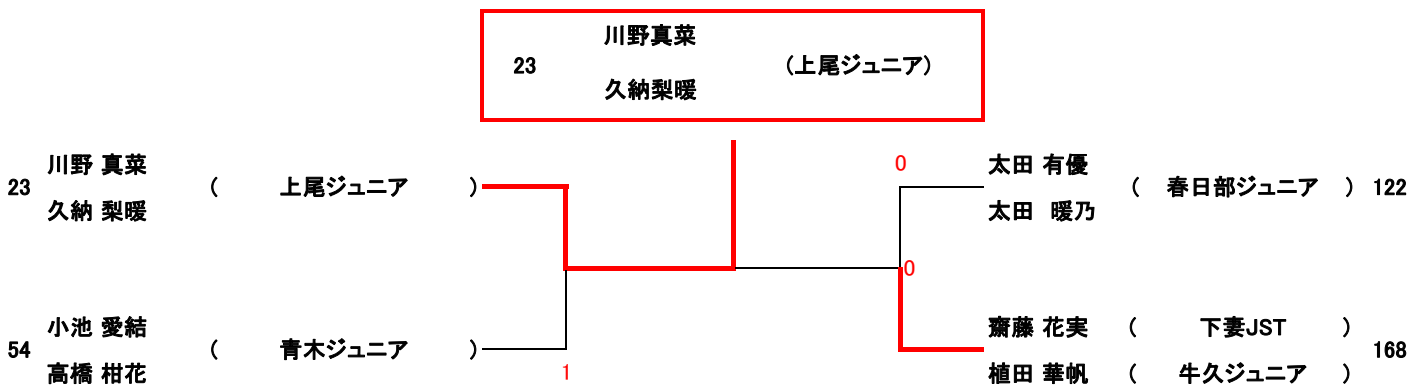 川野真菜
23 (上尾ジュニア)
久納梨暖
川野 真菜
23 ( 上尾ジュニア )
久納 梨暖
小池 愛結
54 ( 青木ジュニア )
高橋 柑花
1
0
太田 有優
( 春日部ジュニア ) 122
太田 暖乃
0
齋藤 花実 ( 下妻JST )
168
植田 華帆 ( 牛久ジュニア )